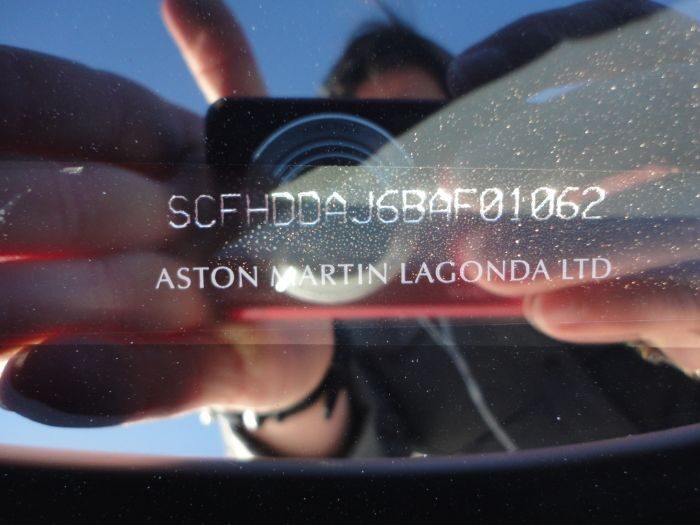 SCFHDDAJ6BAF01062
ASTON MARTIN LAGONDA LTD